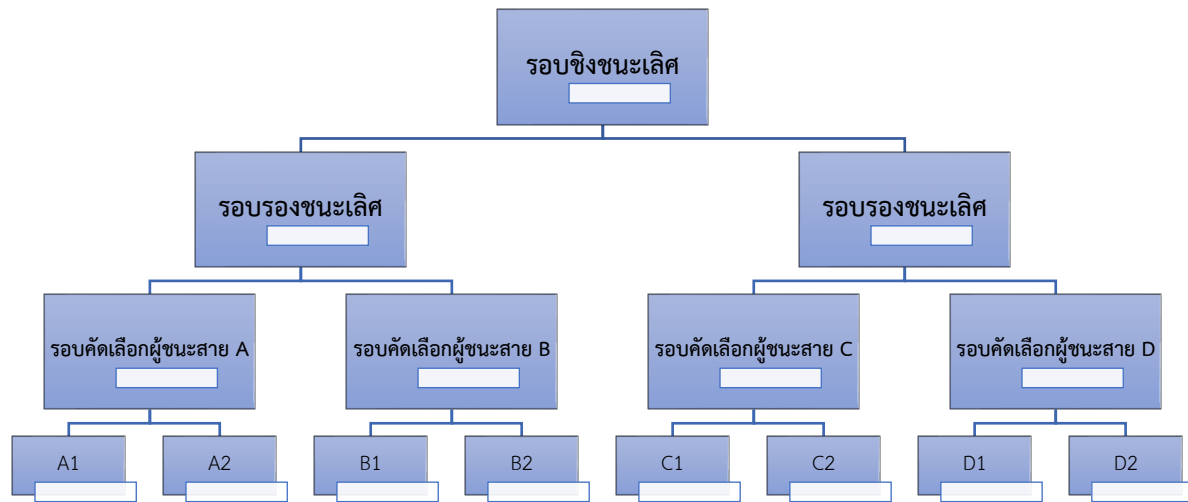 รอบชิงชนะเลิศ
รอบรองชนะเลิศ
รอบรองชนะเลิศ
รอบคัดเลือกผู้ชนะสาย A
รอบคัดเลือกผู้ชนะสาย B
รอบคัดเลือกผู้ชนะสาย C
รอบคัดเลือกผู้ชนะสาย D
A1
A2
B1
B2
C1
C2
D1
D2